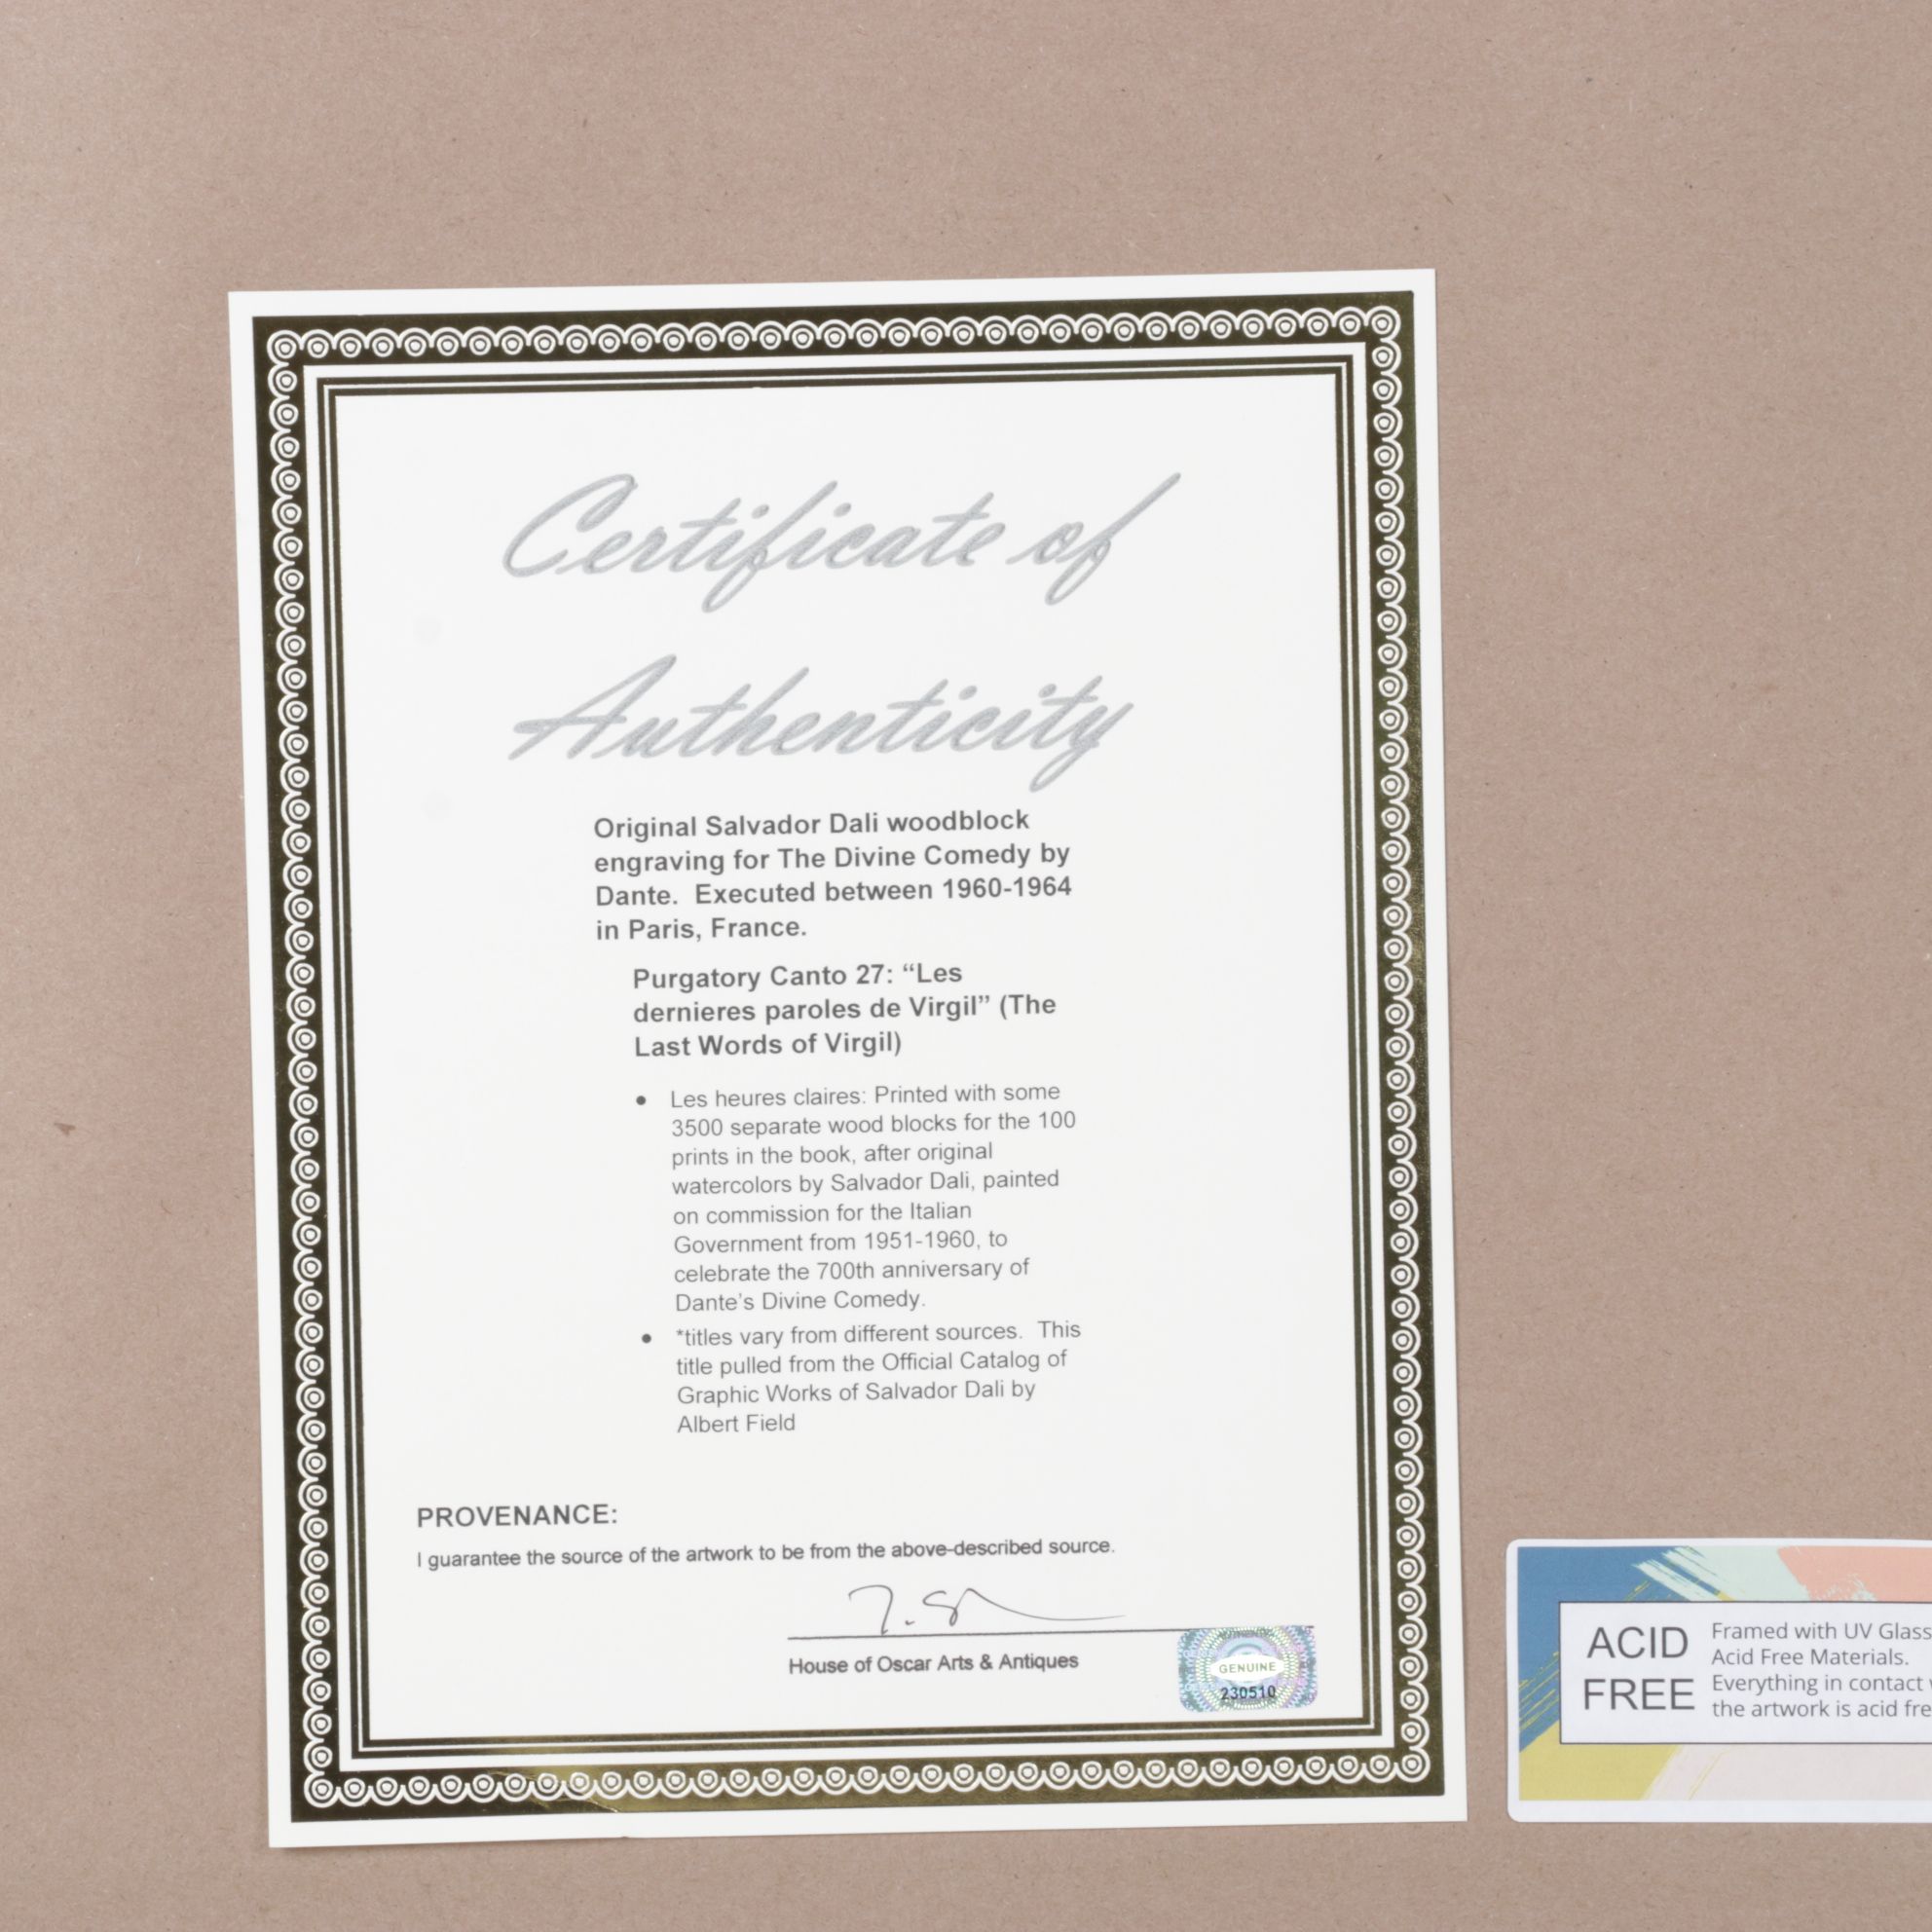 Certificate of
Authenticity
Original Salvador Dali woodblock
engraving for The Divine Comedy by
Dante. Executed between 1960-1964
in Paris, France.
Purgatory Canto 27: “Les
dernieres paroles de Virgil” (The
Last Words of Virgil)
• Les heures claires: Printed with some
3500 separate wood blocks for the 100
prints in the book, after original
watercolors by Salvador Dali, painted
on commission for the Italian
Government from 1951-1960, to
celebrate the 700th anniversary of
Dante’s Divine Comedy.
• *titles vary from different sources. This
title pulled from the Official Catalog of
Graphic Works of Salvador Dali by
Albert Field
PROVENANCE:
I guarantee the source of the artwork to be from the above-described source.
House of Oscar Arts & Antiques
GENUINE
230510
ACID
FREE
Framed with UV Glass
Acid Free Materials.
Everything in contact
the artwork is acid fre